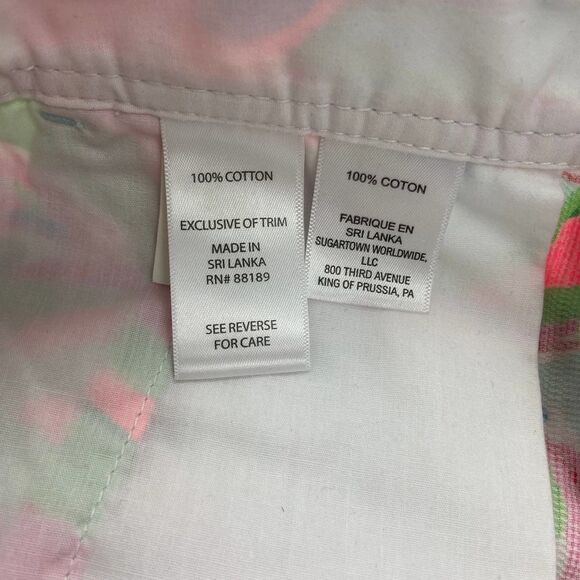 100% COTTON
EXCLUSIVE OF TRIM
MADE IN
SRI LANKA
RN# 88189
SEE REVERSE
FOR CARE
100% COTON
FABRIQUE EN
SRI LANKA
SUGARTOWN WORLDWIDE,
LLC
800 THIRD AVENUE
KING OF PRUSSIA, PA